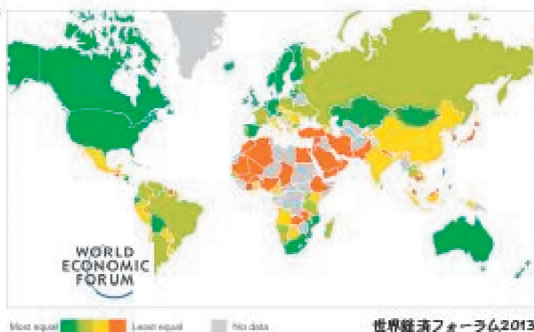 WORLD
ECONOMIC
FORUM
Most equal Least equal No data 世界経済フォーラム2013